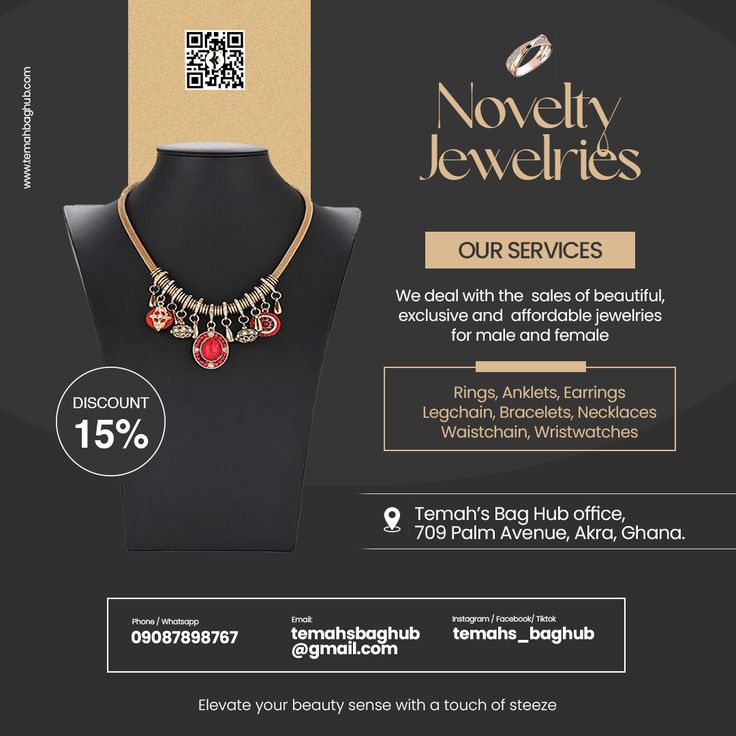 www.temahbaghub.com
Novelty
Jewelries
OUR SERVICES
We deal with the sales of beautiful,
exclusive and affordable jewelries
for male and female
Rings, Anklets, Earrings
Legchain, Bracelets, Necklaces
Waistchain, Wristwatches
DISCOUNT
15%
Temah's Bag Hub office,
709 Palm Avenue, Akra, Ghana.
Phone / Whatsapp
09087898767
Email:
temahsbaghub
@gmail.com
Instagram / Facebook/ Tiktok
temahs_baghub
Elevate your beauty sense with a touch of steeze